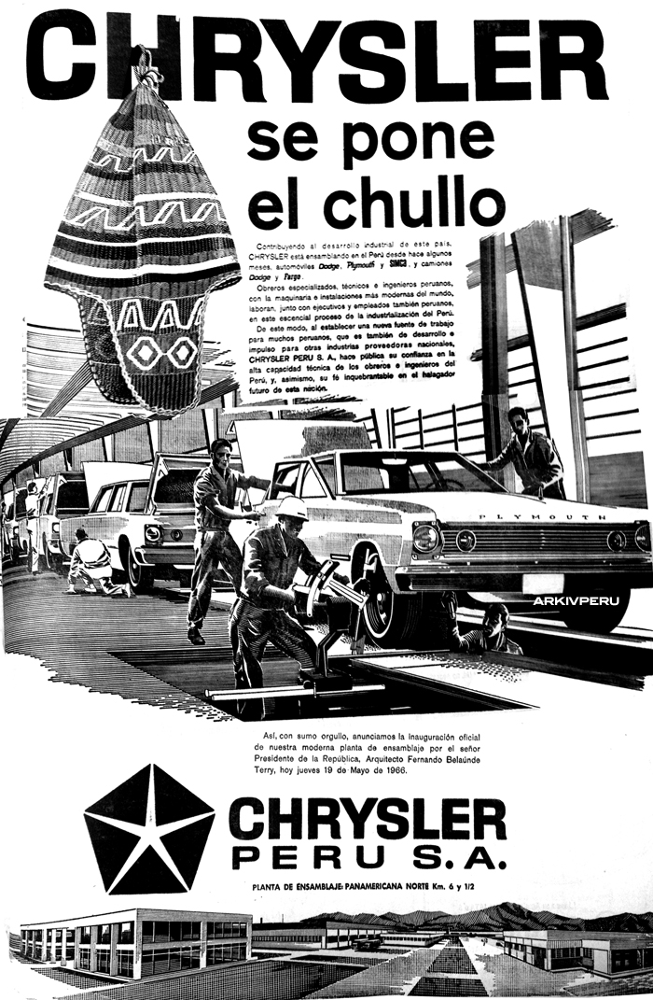 CHRYSLER
se pone
el chullo
Contribuyendo al desarrollo industrial de este país,
CHRYSLER está ensamblando en el Perú desde hace algunos
meses, automóviles Dodge, Plymouth y SIMCA, y camiones
Dodge y Fargo.
Obreros especializados, técnicos e ingenieros peruanos,
con la maquinaria e instalaciones más modernas del mundo,
laboran, junto con ejecutivos y empleados también peruanos,
en este escencial proceso de la industrialización del Perú.
De este modo, al establecer una nueva fuente de trabajo
para muchos peruanos, que es también de desarrollo e
impulso para otras industrias proveedoras nacionales,
CHRYSLER PERU S. A., hace pública su confianza en la
alta capacidad técnica de los obreros e ingenieros del
Perú, y, asimismo, su fé inquebrantable en el halagador
futuro de esta nación.
PLYMOUTH
ARKIVPERU
Así, con sumo orgullo, anunciamos la inauguración oficial
de nuestra moderna planta de ensamblaje por el señor
Presidente de la República, Arquitecto Fernando Belaúnde
Terry, hoy jueves 19 de Mayo de 1966.
CHRYSLER
PERU S.A.
PLANTA DE ENSAMBLAJE: PANAMERICANA NORTE Km. 6 y 1/2